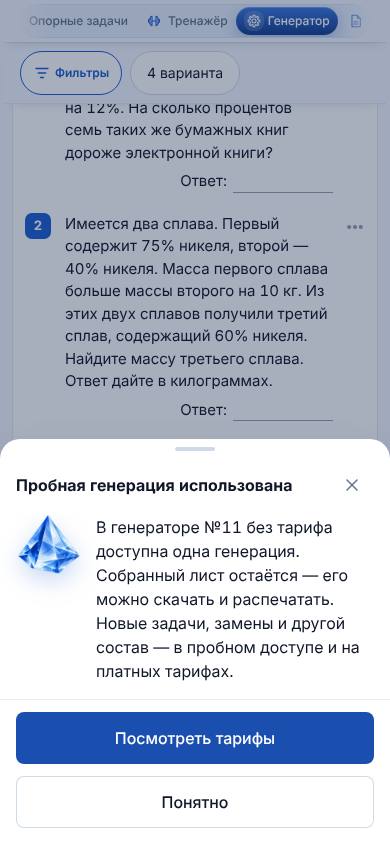 Опорные задачи
Тренажёр
Генератор
Фильтры
4 варианта
на 12%. На сколько процентов
семь таких же бумажных книг
дороже электронной книги?
Ответ:
2
Имеется два сплава. Первый
содержит 75% никеля, второй —
40% никеля. Масса первого сплава
больше массы второго на 10 кг. Из
этих двух сплавов получили третий
сплав, содержащий 60% никеля.
Найдите массу третьего сплава.
Ответ дайте в килограммах.
Ответ:
Пробная генерация использована
В генераторе №11 без тарифа
доступна одна генерация.
Собранный лист остаётся — его
можно скачать и распечатать.
Новые задачи, замены и другой
состав — в пробном доступе и на
платных тарифах.
Посмотреть тарифы
Понятно